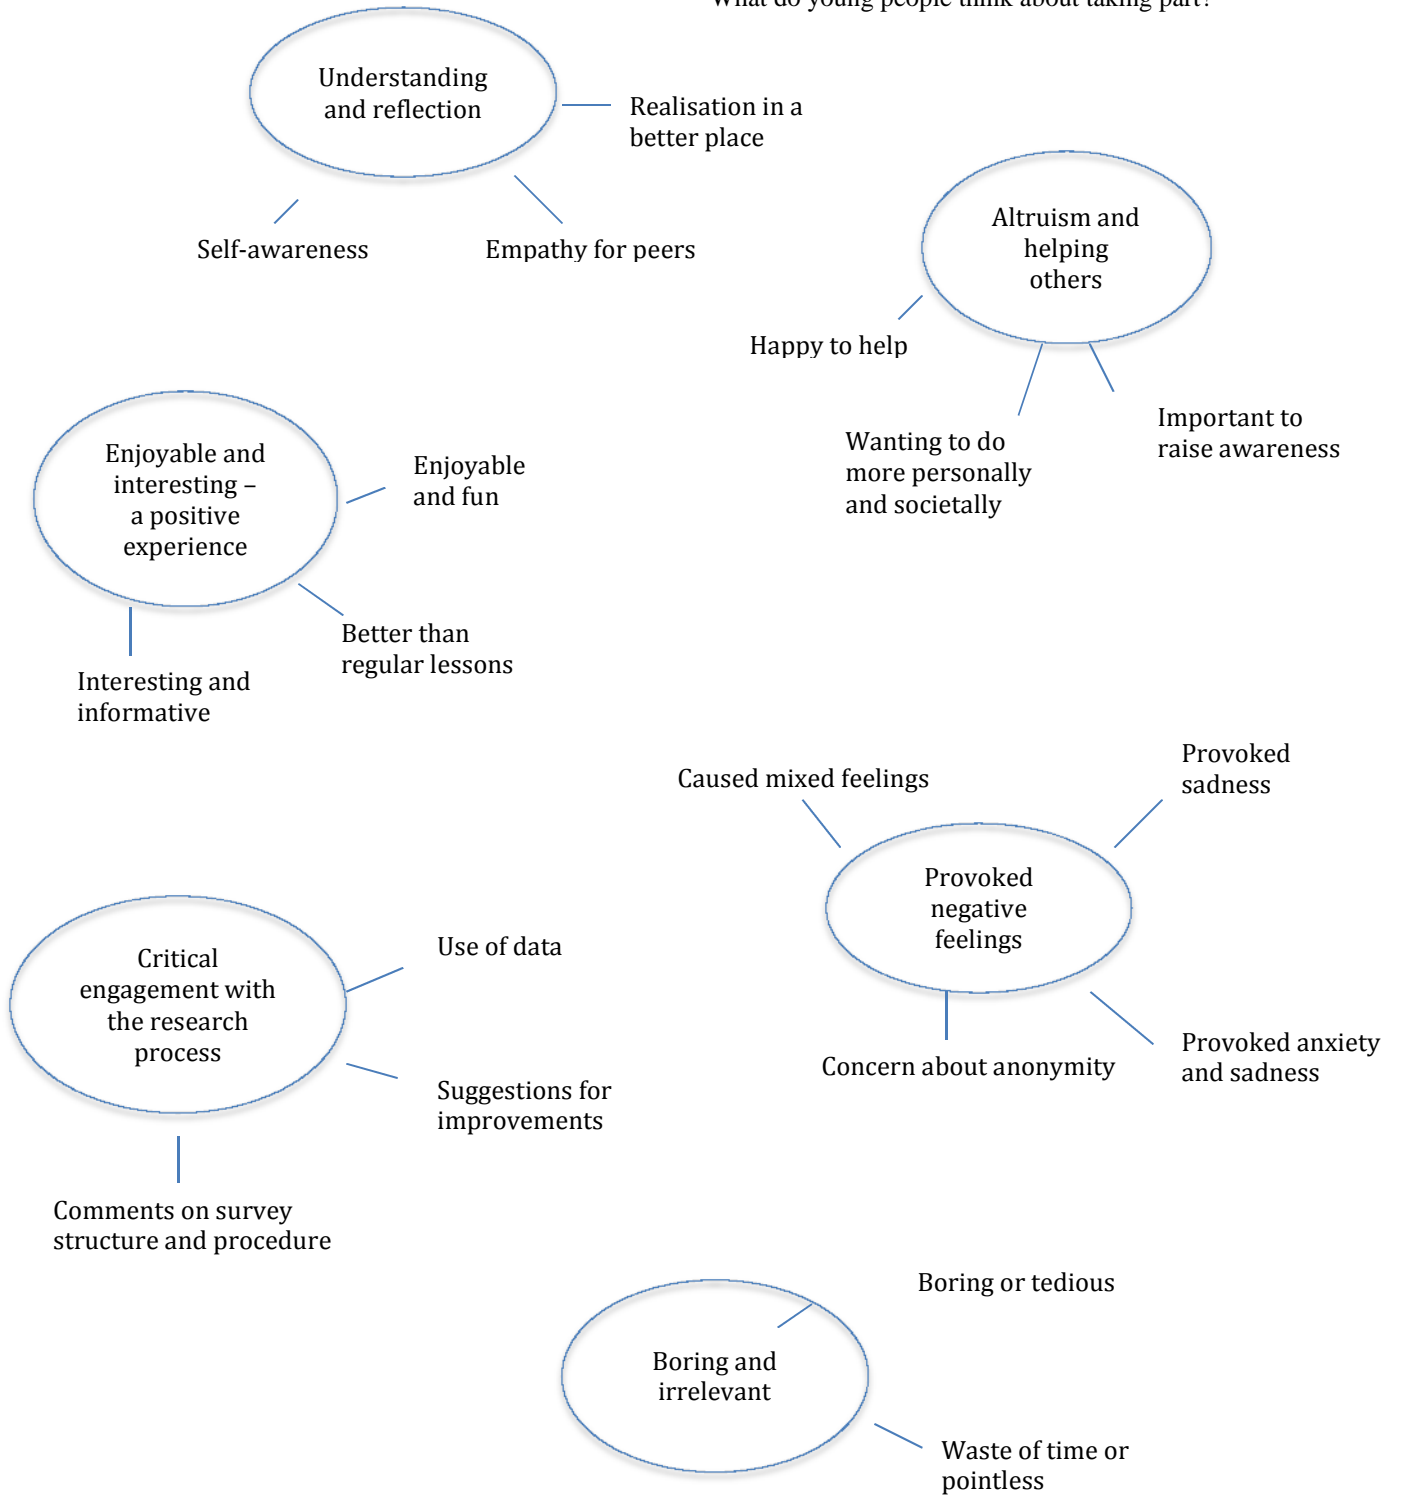 What do young people think about taking part?
Understanding
and reflection
Realisation in a
better place
Self-awareness
Empathy for peers
Altruism and
helping
others
Happy to help
Wanting to do
more personally
and societally
Important to
raise awareness
Enjoyable and
interesting –
a positive
experience
Enjoyable
and fun
Better than
regular lessons
Interesting and
informative
Caused mixed feelings
Provoked
sadness
Provoked
negative
feelings
Concern about anonymity
Provoked anxiety
and sadness
Critical
engagement with
the research
process
Use of data
Suggestions for
improvements
Comments on survey
structure and procedure
Boring or tedious
Boring and
irrelevant
Waste of time or
pointless